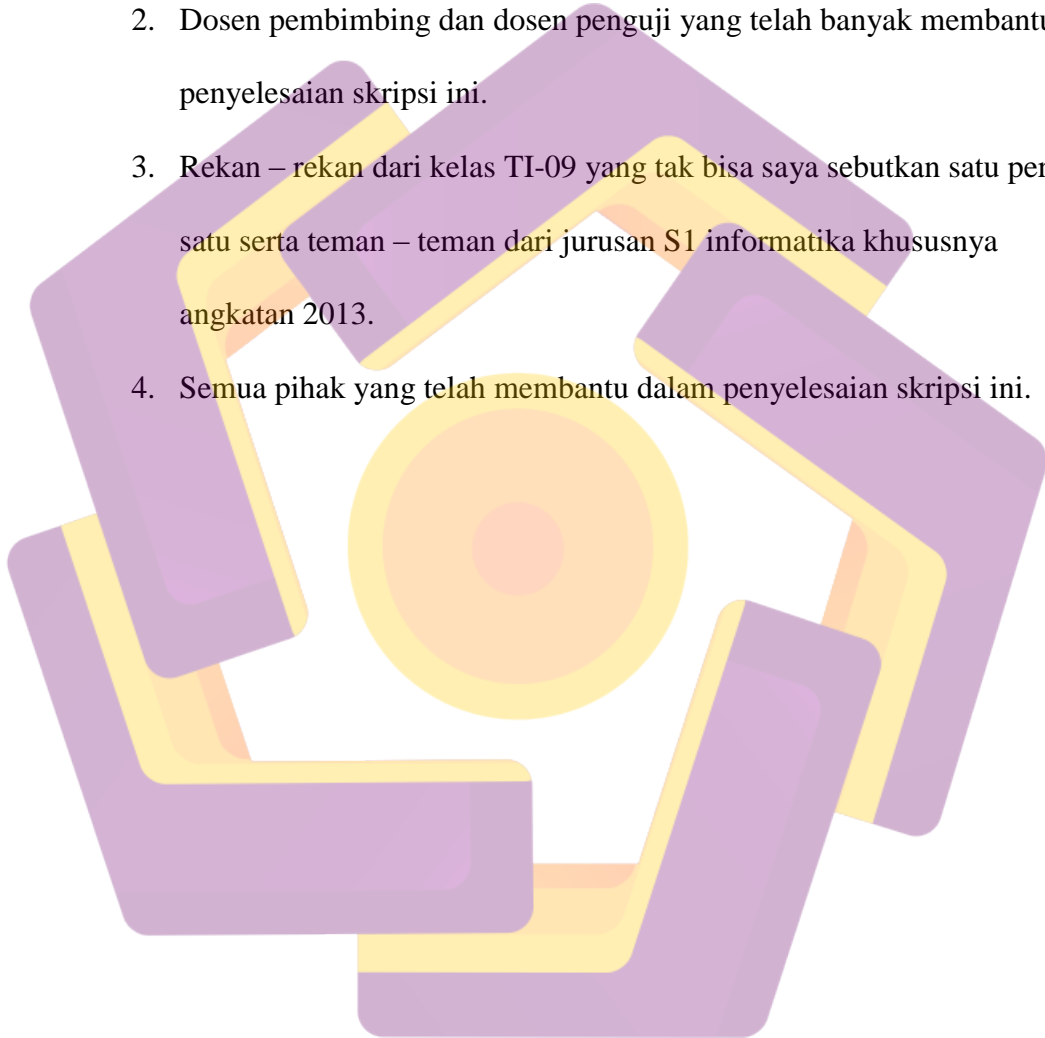 2. Dosen pembimbing dan dosen penguji yang telah banyak membantu
penyelesaian skripsi ini.
3. Rekan – rekan dari kelas TI-09 yang tak bisa saya sebutkan satu per
satu serta teman – teman dari jurusan S1 informatika khususnya
angkatan 2013.
4. Semua pihak yang telah membantu dalam penyelesaian skripsi ini.